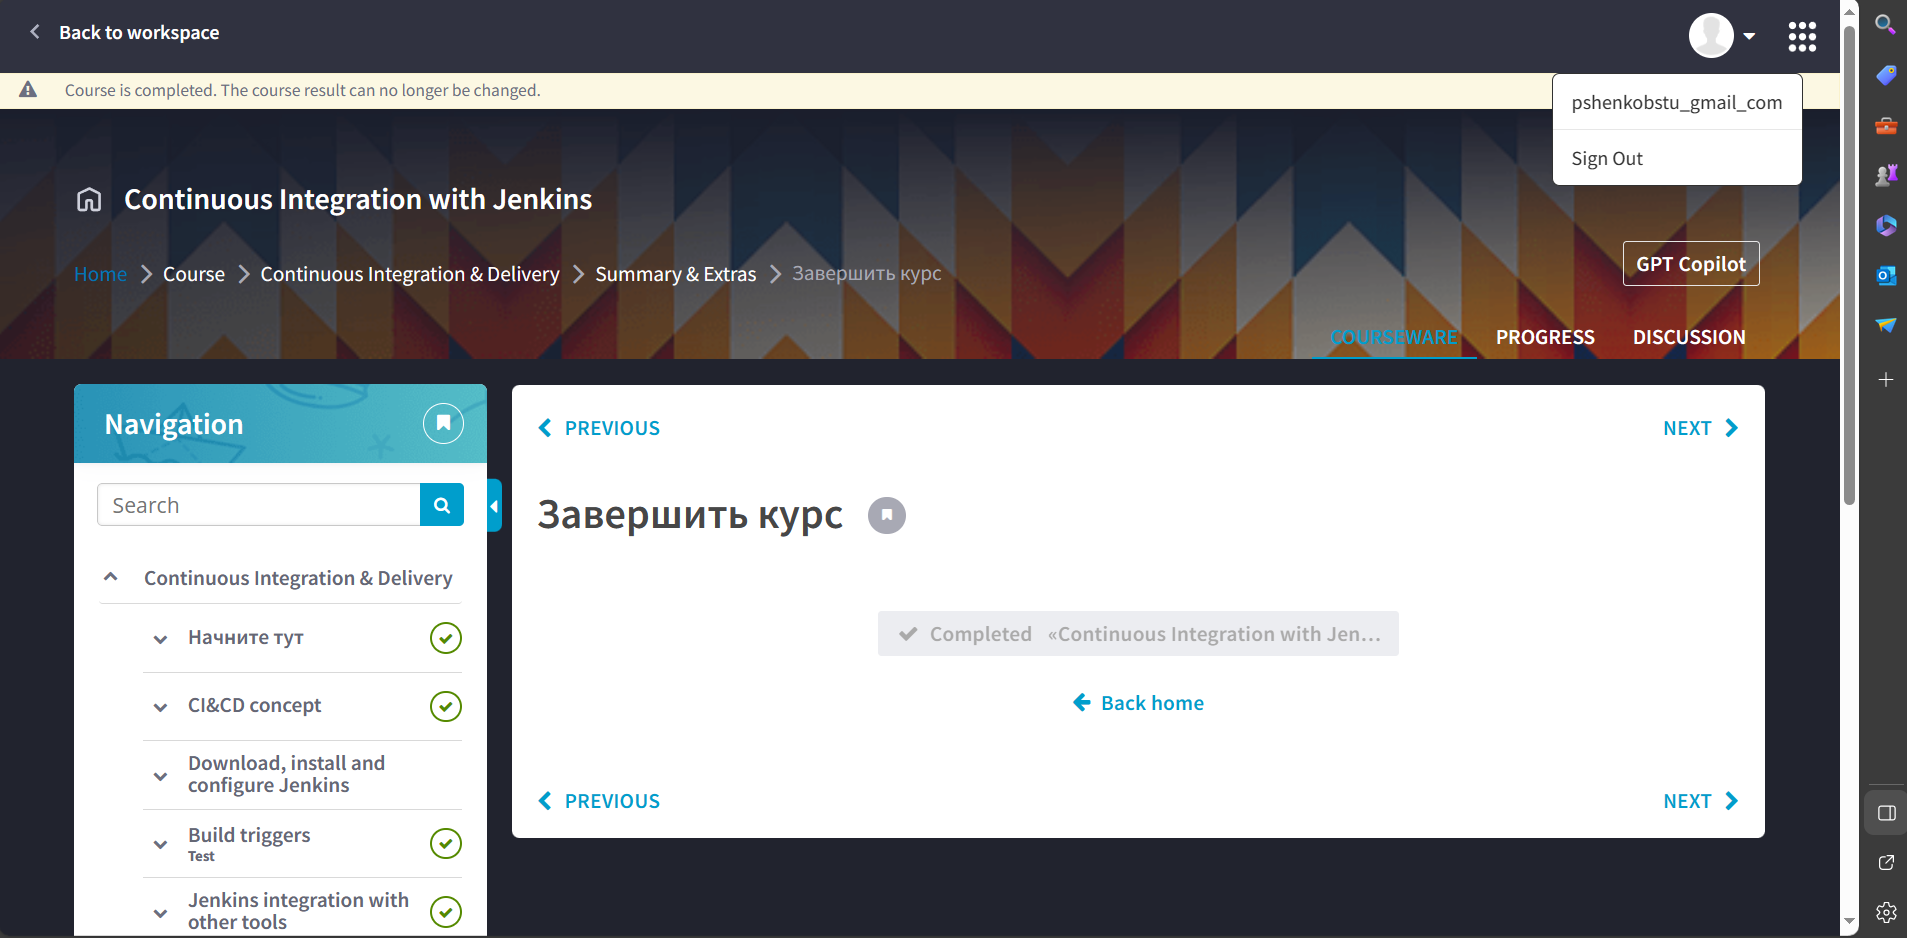 Back to workspace
Course is completed. The course result can no longer be changed.
pshenkobstu_gmail_com
Sign Out
Continuous Integration with Jenkins
Home Course Continuous Integration & Delivery Summary & Extras Завершить курс
GPT Copilot
COURSEWARE PROGRESS DISCUSSION
Navigation
Search
Continuous Integration & Delivery
Начните тут
CI&CD concept
Download, install and
configure Jenkins
Build triggers
Test
Jenkins integration with
other tools
PREVIOUS NEXT
Завершить курс
Completed «Continuous Integration with Jen...
Back home
PREVIOUS NEXT